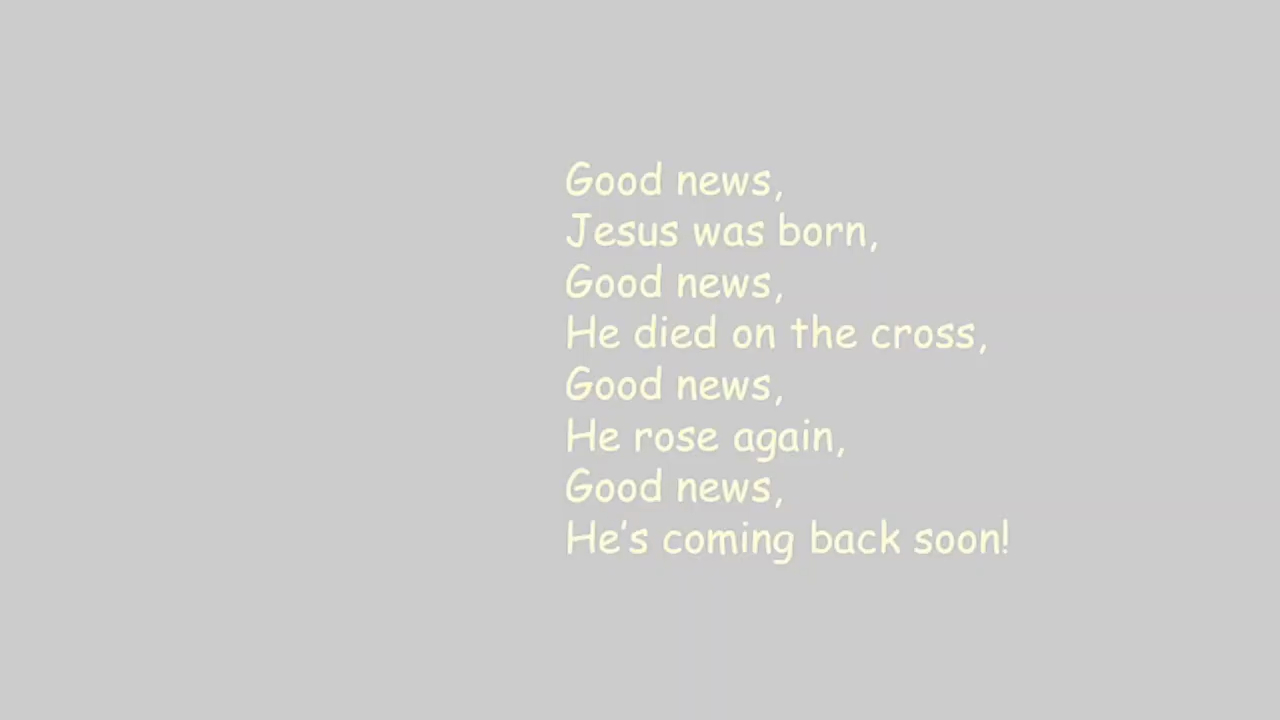 Good news,
Jesus was born,
Good news,
He died on the cross,
Good news,
He rose again,
Good news,
He’s coming back soon!